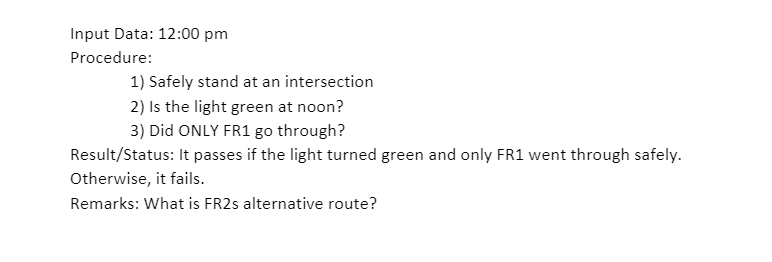 Input Data: 12:00 pm
Procedure:
1) Safely stand at an intersection
2) Is the light green at noon?
3) Did ONLY FR1 go through?
Result/Status: It passes if the light turned green and only FR1 went through safely.
Otherwise, it fails.
Remarks: What is FR2s alternative route?